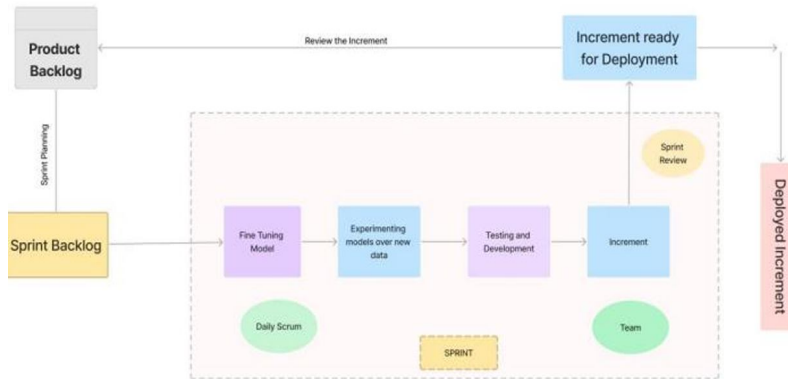 Product
Backlog
Review the Increment
Increment ready
for Deployment
Sprint Planning
Sprint
Review
Deployed Increment
Sprint Backlog
Fine Tuning
Model
Experimenting
models over new
data
Testing and
Development
Increment
Daily Scrum
Team
SPRINT